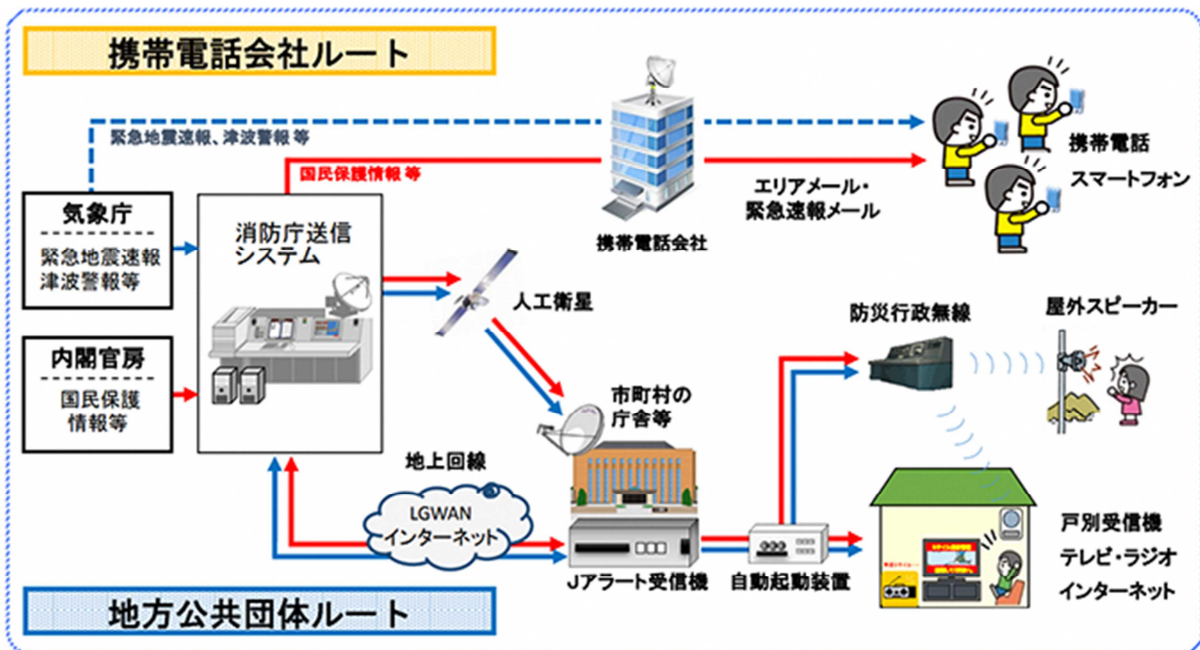 携帯電話会社ルート
緊急地震速報、津波警報 等
国民保護情報 等
携帯電話会社
エリアメール・
緊急速報メール
携帯電話
スマートフォン
気象庁
緊急地震速報
津波警報等
内閣官房
国民保護
情報等
消防庁送信
システム
人工衛星
市町村の
庁舎等
地上回線
LGWAN
インターネット
Jアラート受信機
自動起動装置
防災行政無線
屋外スピーカー
戸別受信機
テレビ・ラジオ
インターネット
地方公共団体ルート